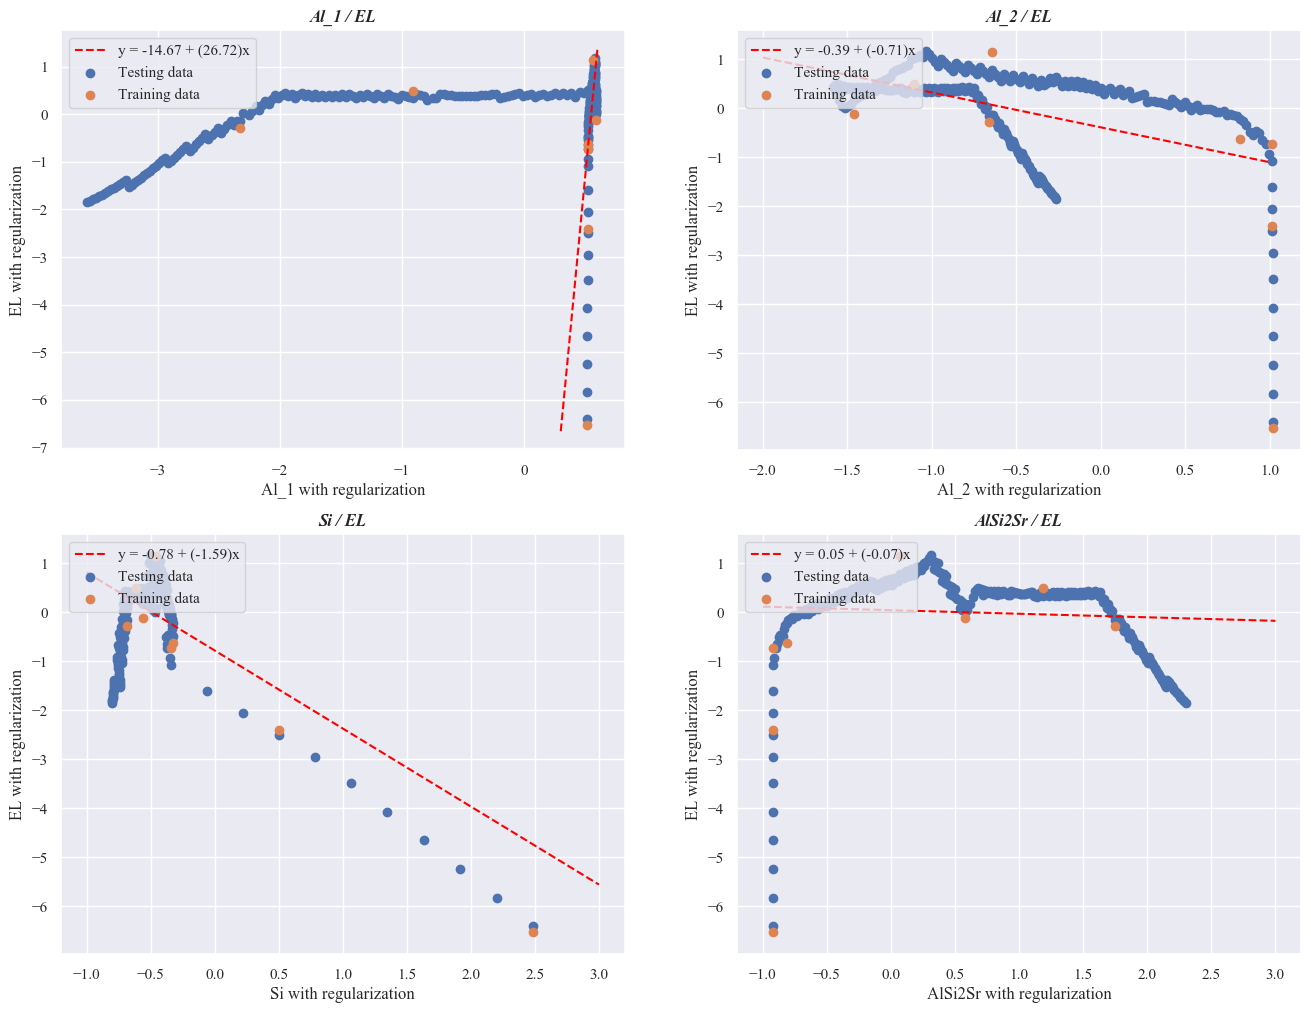 Al_1 / EL
y = -14.67 + (26.72)x
Testing data
Training data
EL with regularization
1
0
−1
−2
−3
−4
−5
−6
−7
−3
−2
−1
0
Al_1 with regularization
Al_2 / EL
y = -0.39 + (-0.71)x
Testing data
Training data
EL with regularization
1
0
−1
−2
−3
−4
−5
−6
−2.0
−1.5
−1.0
−0.5
0.0
0.5
1.0
Al_2 with regularization
Si / EL
y = -0.78 + (-1.59)x
Testing data
Training data
EL with regularization
1
0
−1
−2
−3
−4
−5
−6
−1.0
−0.5
0.0
0.5
1.0
1.5
2.0
2.5
3.0
Si with regularization
AlSi2Sr / EL
y = 0.05 + (-0.07)x
Testing data
Training data
EL with regularization
1
0
−1
−2
−3
−4
−5
−6
−1.0
−0.5
0.0
0.5
1.0
1.5
2.0
2.5
3.0
AlSi2Sr with regularization